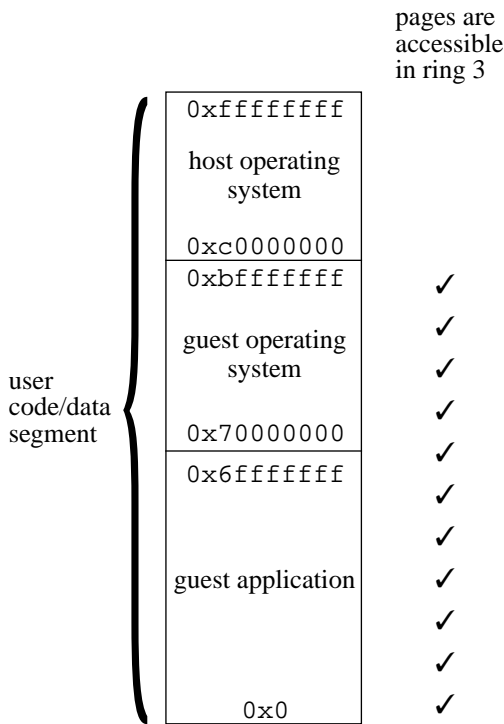 pages are
accessible
in ring 3
0xffffffff
host operating
system
0xc0000000
0xbfffffff
guest operating
system
0x70000000
0x6fffffff
user
code/data
segment
guest application
0x0